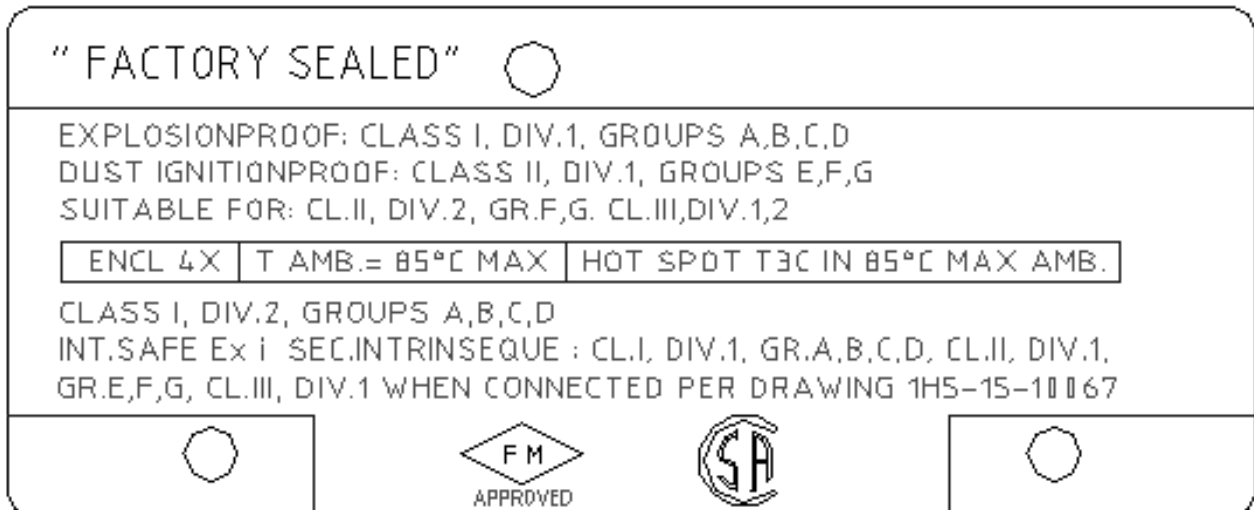 " FACTORY SEALED"
EXPLOSIONPROOF: CLASS I, DIV.1, GROUPS A,B,C,D
DUST IGNITIONPROOF: CLASS II, DIV.1, GROUPS E,F,G
SUITABLE FOR: CL.II, DIV.2, GR.F,G. CL.III,DIV.1,2
ENCL 4X T AMB.= 85°C MAX HOT SPOT T3C IN 85°C MAX AMB.
CLASS I, DIV.2, GROUPS A,B,C,D
INT.SAFE Ex i SEC.INTRINSEQUE : CL.I, DIV.1, GR.A,B,C,D, CL.II, DIV.1,
GR.E,F,G, CL.III, DIV.1 WHEN CONNECTED PER DRAWING 1H5-15-10067
FM
APPROVED
CSA